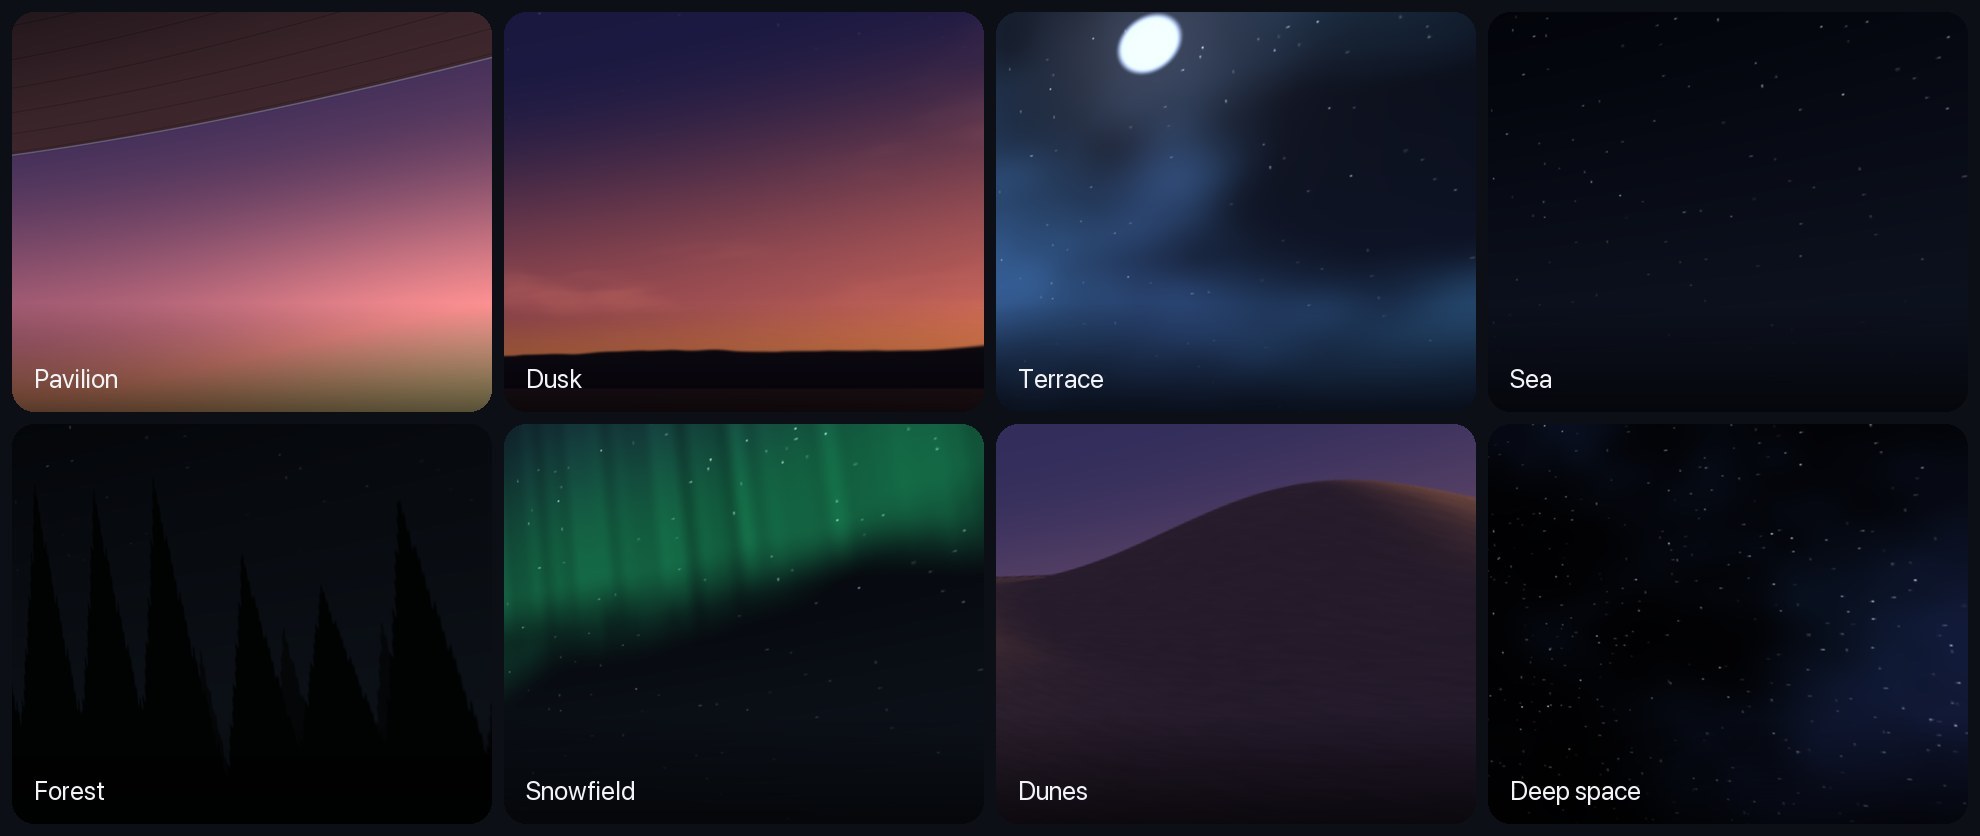 Pavilion
Dusk
Terrace
Sea
Forest
Snowfield
Dunes
Deep space